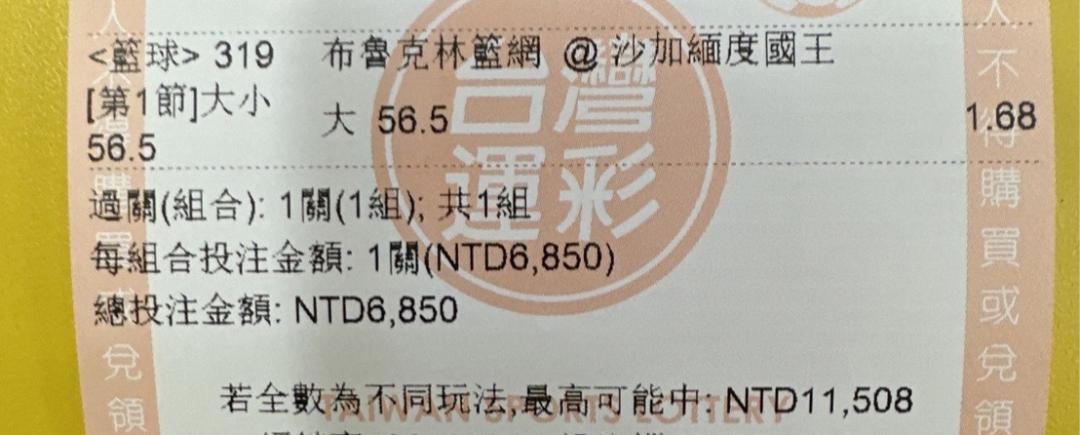 <籃球> 319 布魯克林籃網 @ 沙加緬度國王
[第1節]大小 56.5 大 56.5 1.68
過關(組合): 1關(1組); 共1組
每組合投注金額: 1關(NTD6,850)
總投注金額: NTD6,850
若全數為不同玩法,最高可能中: NTD11,508
台灣運彩
TAIWAN SPORTS LOTTERY
人不得購買或兌領
人不得購買或兌領